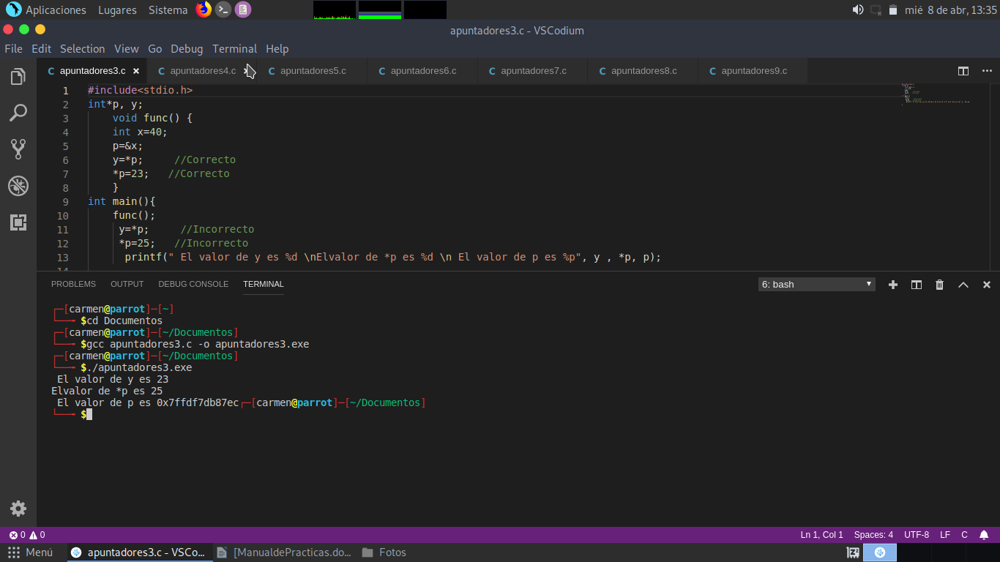 Aplicaciones Lugares Sistema mié 8 de abr, 13:35
apuntadores3.c - VSCodium
File Edit Selection View Go Debug Terminal Help
C apuntadores3.c × C apuntadores4.c × C apuntadores5.c C apuntadores6.c C apuntadores7.c C apuntadores8.c C apuntadores9.c ...
1 #include<stdio.h>
2 int*p, y;
3 void func() {
4 int x=40;
5 p=&x;
6 y=*p; //Correcto
7 *p=23; //Correcto
8 }
9 int main(){
10 func();
11 y=*p; //Incorrecto
12 *p=25; //Incorrecto
13 printf(" El valor de y es %d \nElvalor de *p es %d \n El valor de p es %p", y , *p, p);
14
PROBLEMS OUTPUT DEBUG CONSOLE TERMINAL 6: bash
┌─[carmen@parrot]─[~]
└──╼ $cd Documentos
┌─[carmen@parrot]─[~/Documentos]
└──╼ $gcc apuntadores3.c -o apuntadores3.exe
┌─[carmen@parrot]─[~/Documentos]
└──╼ $./apuntadores3.exe
El valor de y es 23
Elvalor de *p es 25
El valor de p es 0x7ffdf7db87ec┌─[carmen@parrot]─[~/Documentos]
└──╼ $
0 0 Ln 1, Col 1 Spaces: 4 UTF-8 LF C
Menú apuntadores3.c - VSCo... [ManualdePracticas.do... Fotos